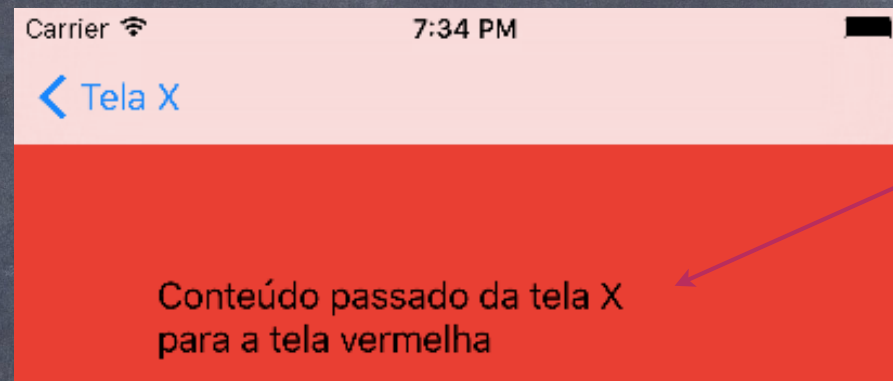 Carrier
7:34 PM
Tela X
Conteúdo passado da tela X
para a tela vermelha